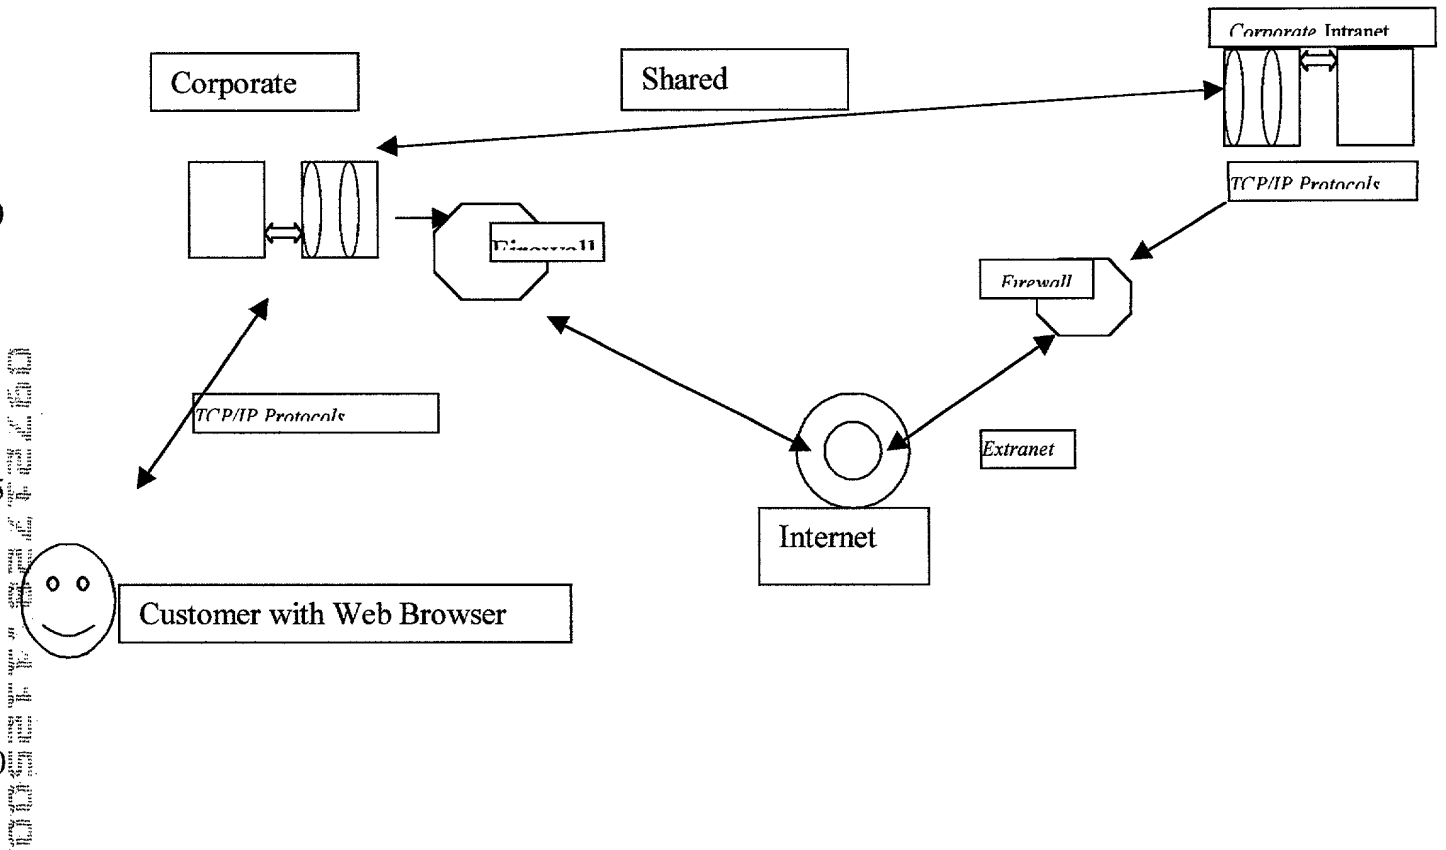 Corporate Intranet
Corporate
Shared
TCP/IP Protocols
Firewall
Firewall
TCP/IP Protocols
Extranet
Internet
Customer with Web Browser